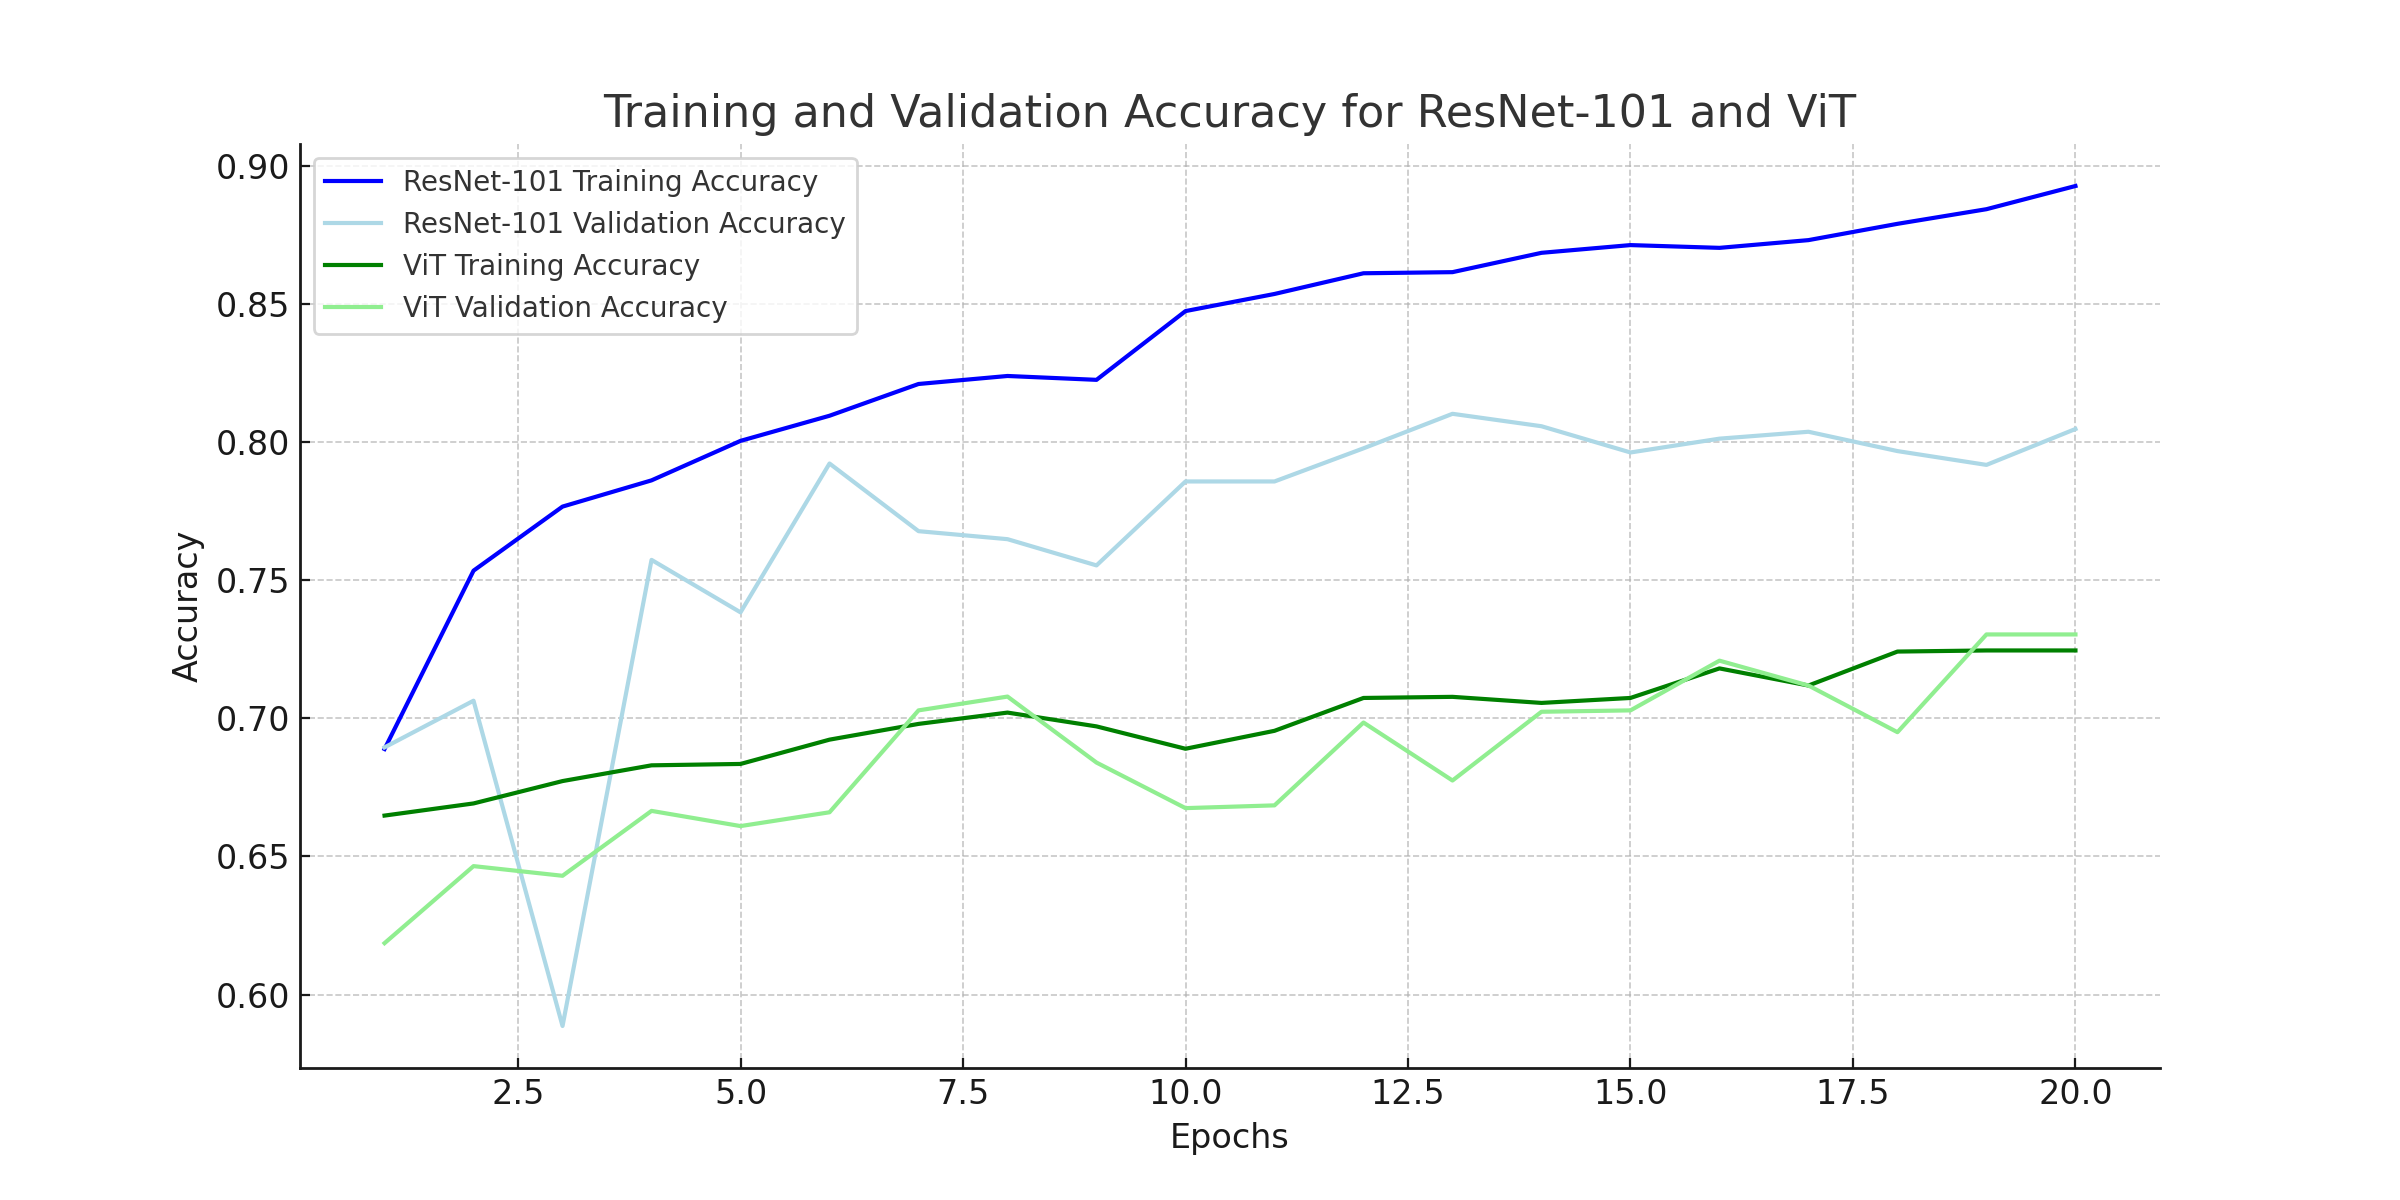 Training and Validation Accuracy for ResNet-101 and ViT
0.90
0.85
0.80
0.75
0.70
0.65
0.60
Accuracy
ResNet-101 Training Accuracy
ResNet-101 Validation Accuracy
ViT Training Accuracy
ViT Validation Accuracy
2.5 5.0 7.5 10.0 12.5 15.0 17.5 20.0
Epochs